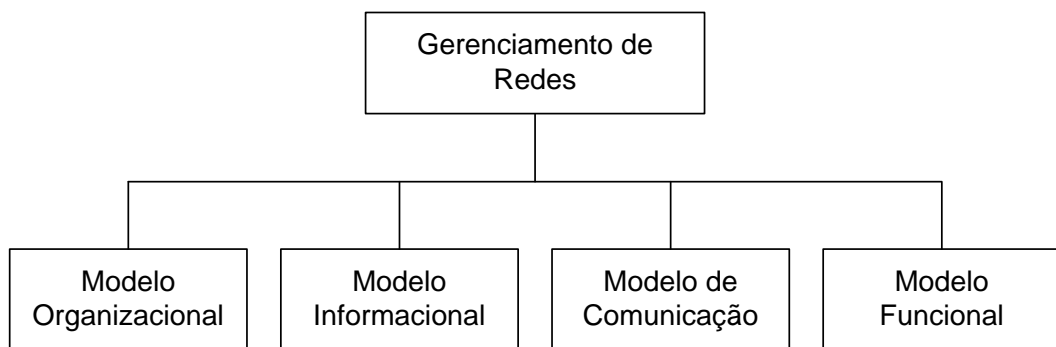 Gerenciamento de
Redes
Modelo
Organizacional
Modelo
Informacional
Modelo de
Comunicação
Modelo
Funcional